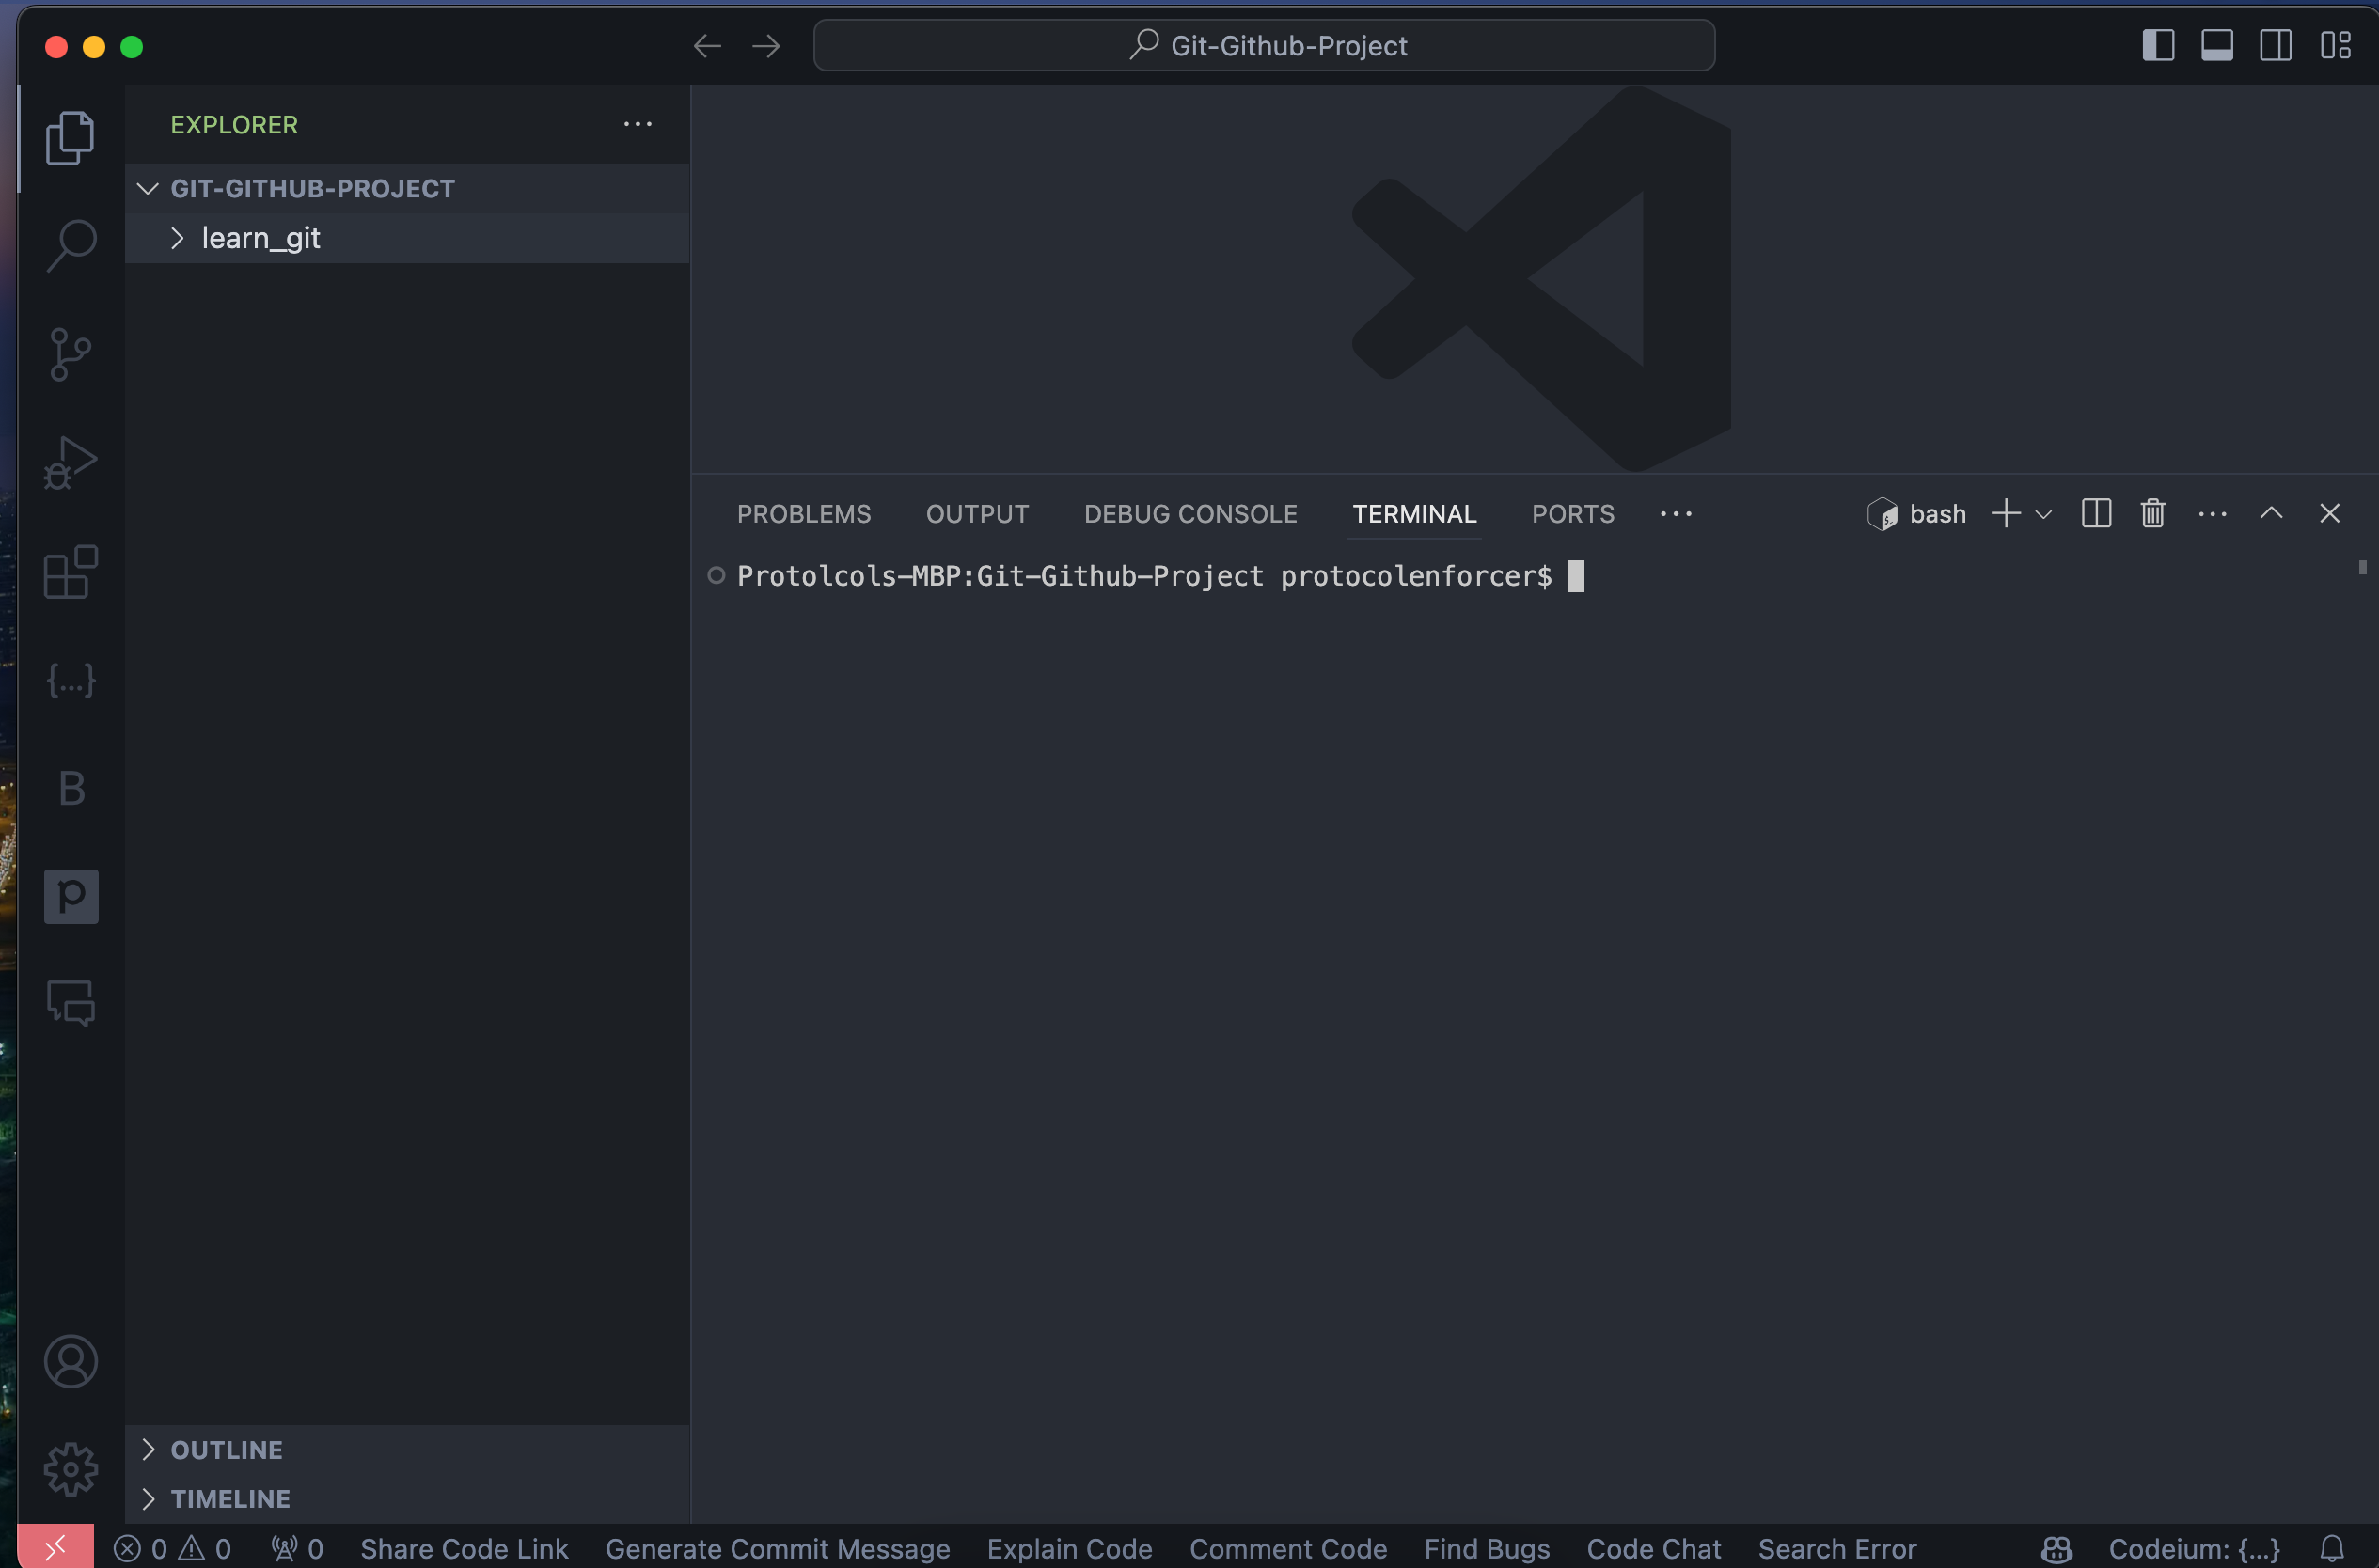 Git-Github-Project
EXPLORER
GIT-GITHUB-PROJECT
learn_git
PROBLEMS OUTPUT DEBUG CONSOLE TERMINAL PORTS bash
Protolcols-MBP:Git-Github-Project protocolenforcer$
{...}
B
p
OUTLINE
TIMELINE
0 0 0 Share Code Link Generate Commit Message Explain Code Comment Code Find Bugs Code Chat Search Error Codeium: {...}